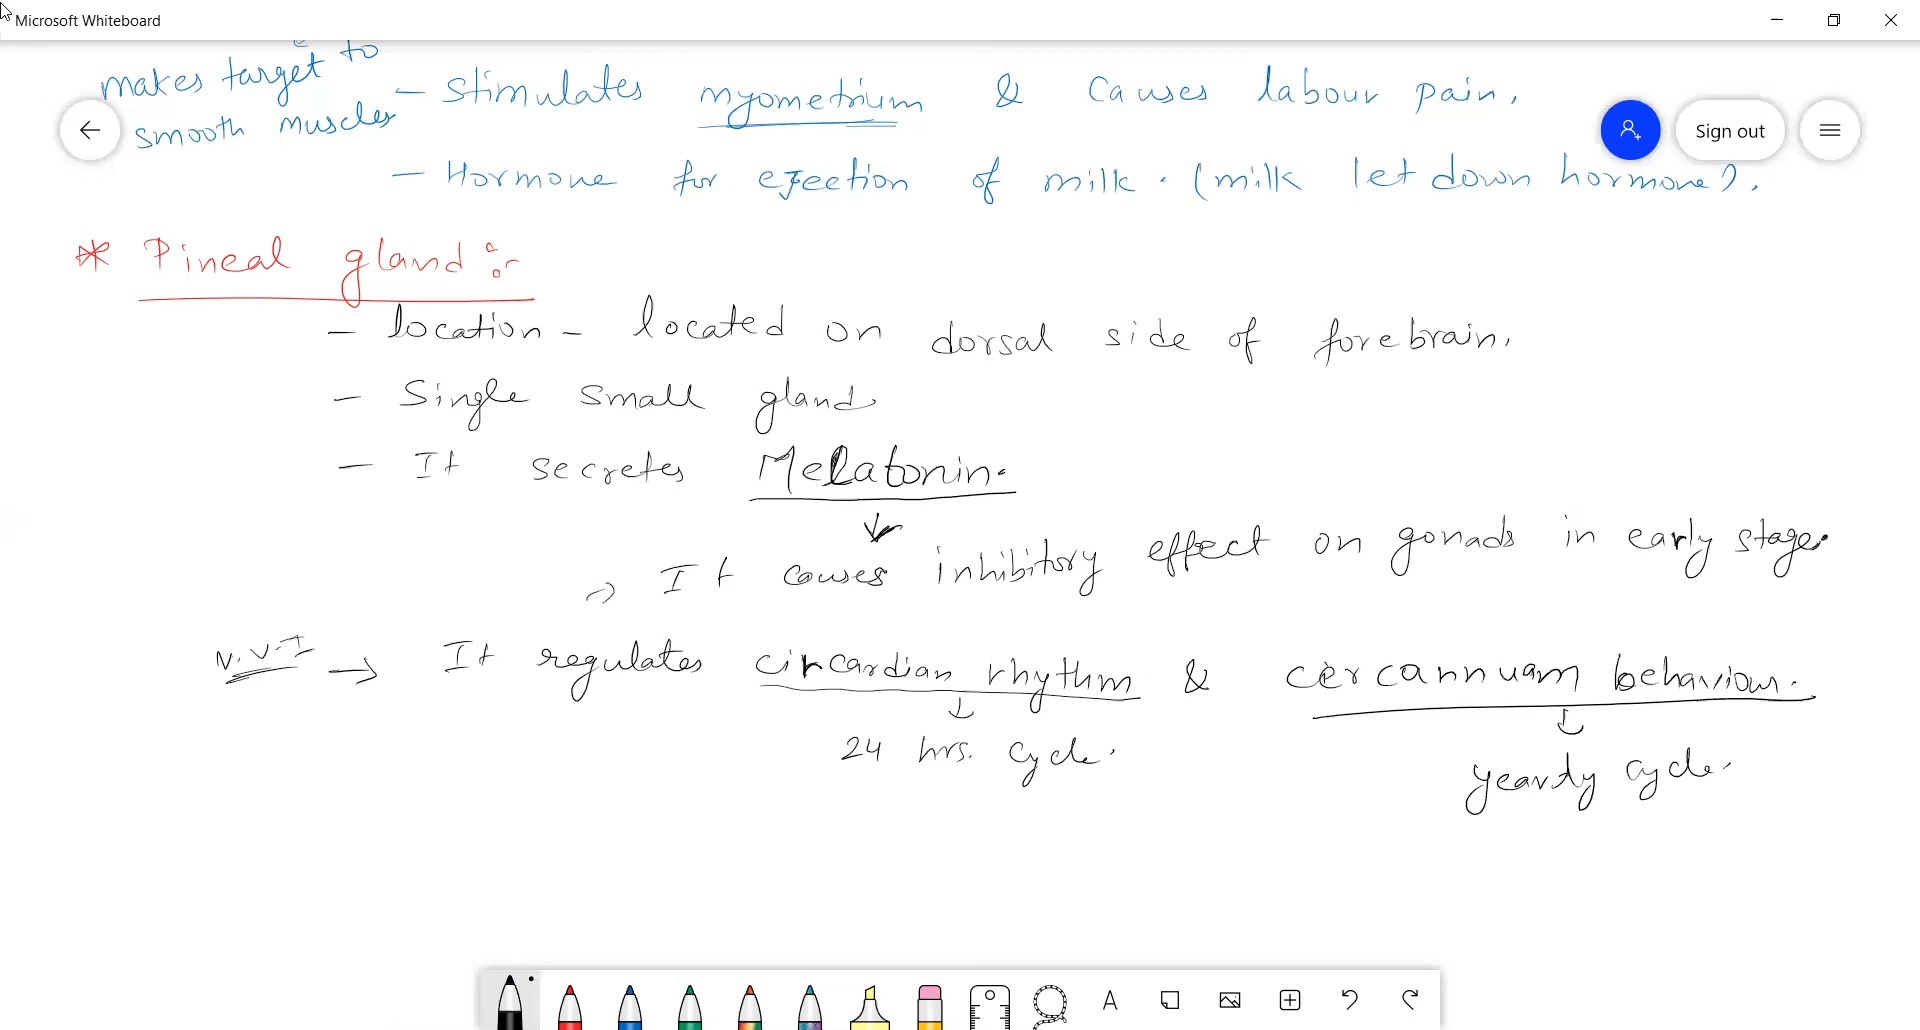 Microsoft Whiteboard
makes target to
smooth muscles
- Stimulates myometrium & causes labour pain.
Sign out
- Hormone for ejection of milk. (milk let down hormone).
* Pineal gland :-
- location - located on dorsal side of forebrain.
- Single small gland
- It secretes Melatonin.
→ It causes inhibitory effect on gonads in early stage.
V.V.I → It regulates circardian rhythm & cercannuam behaviour.
24 hrs. cycle.
yearly cycle.